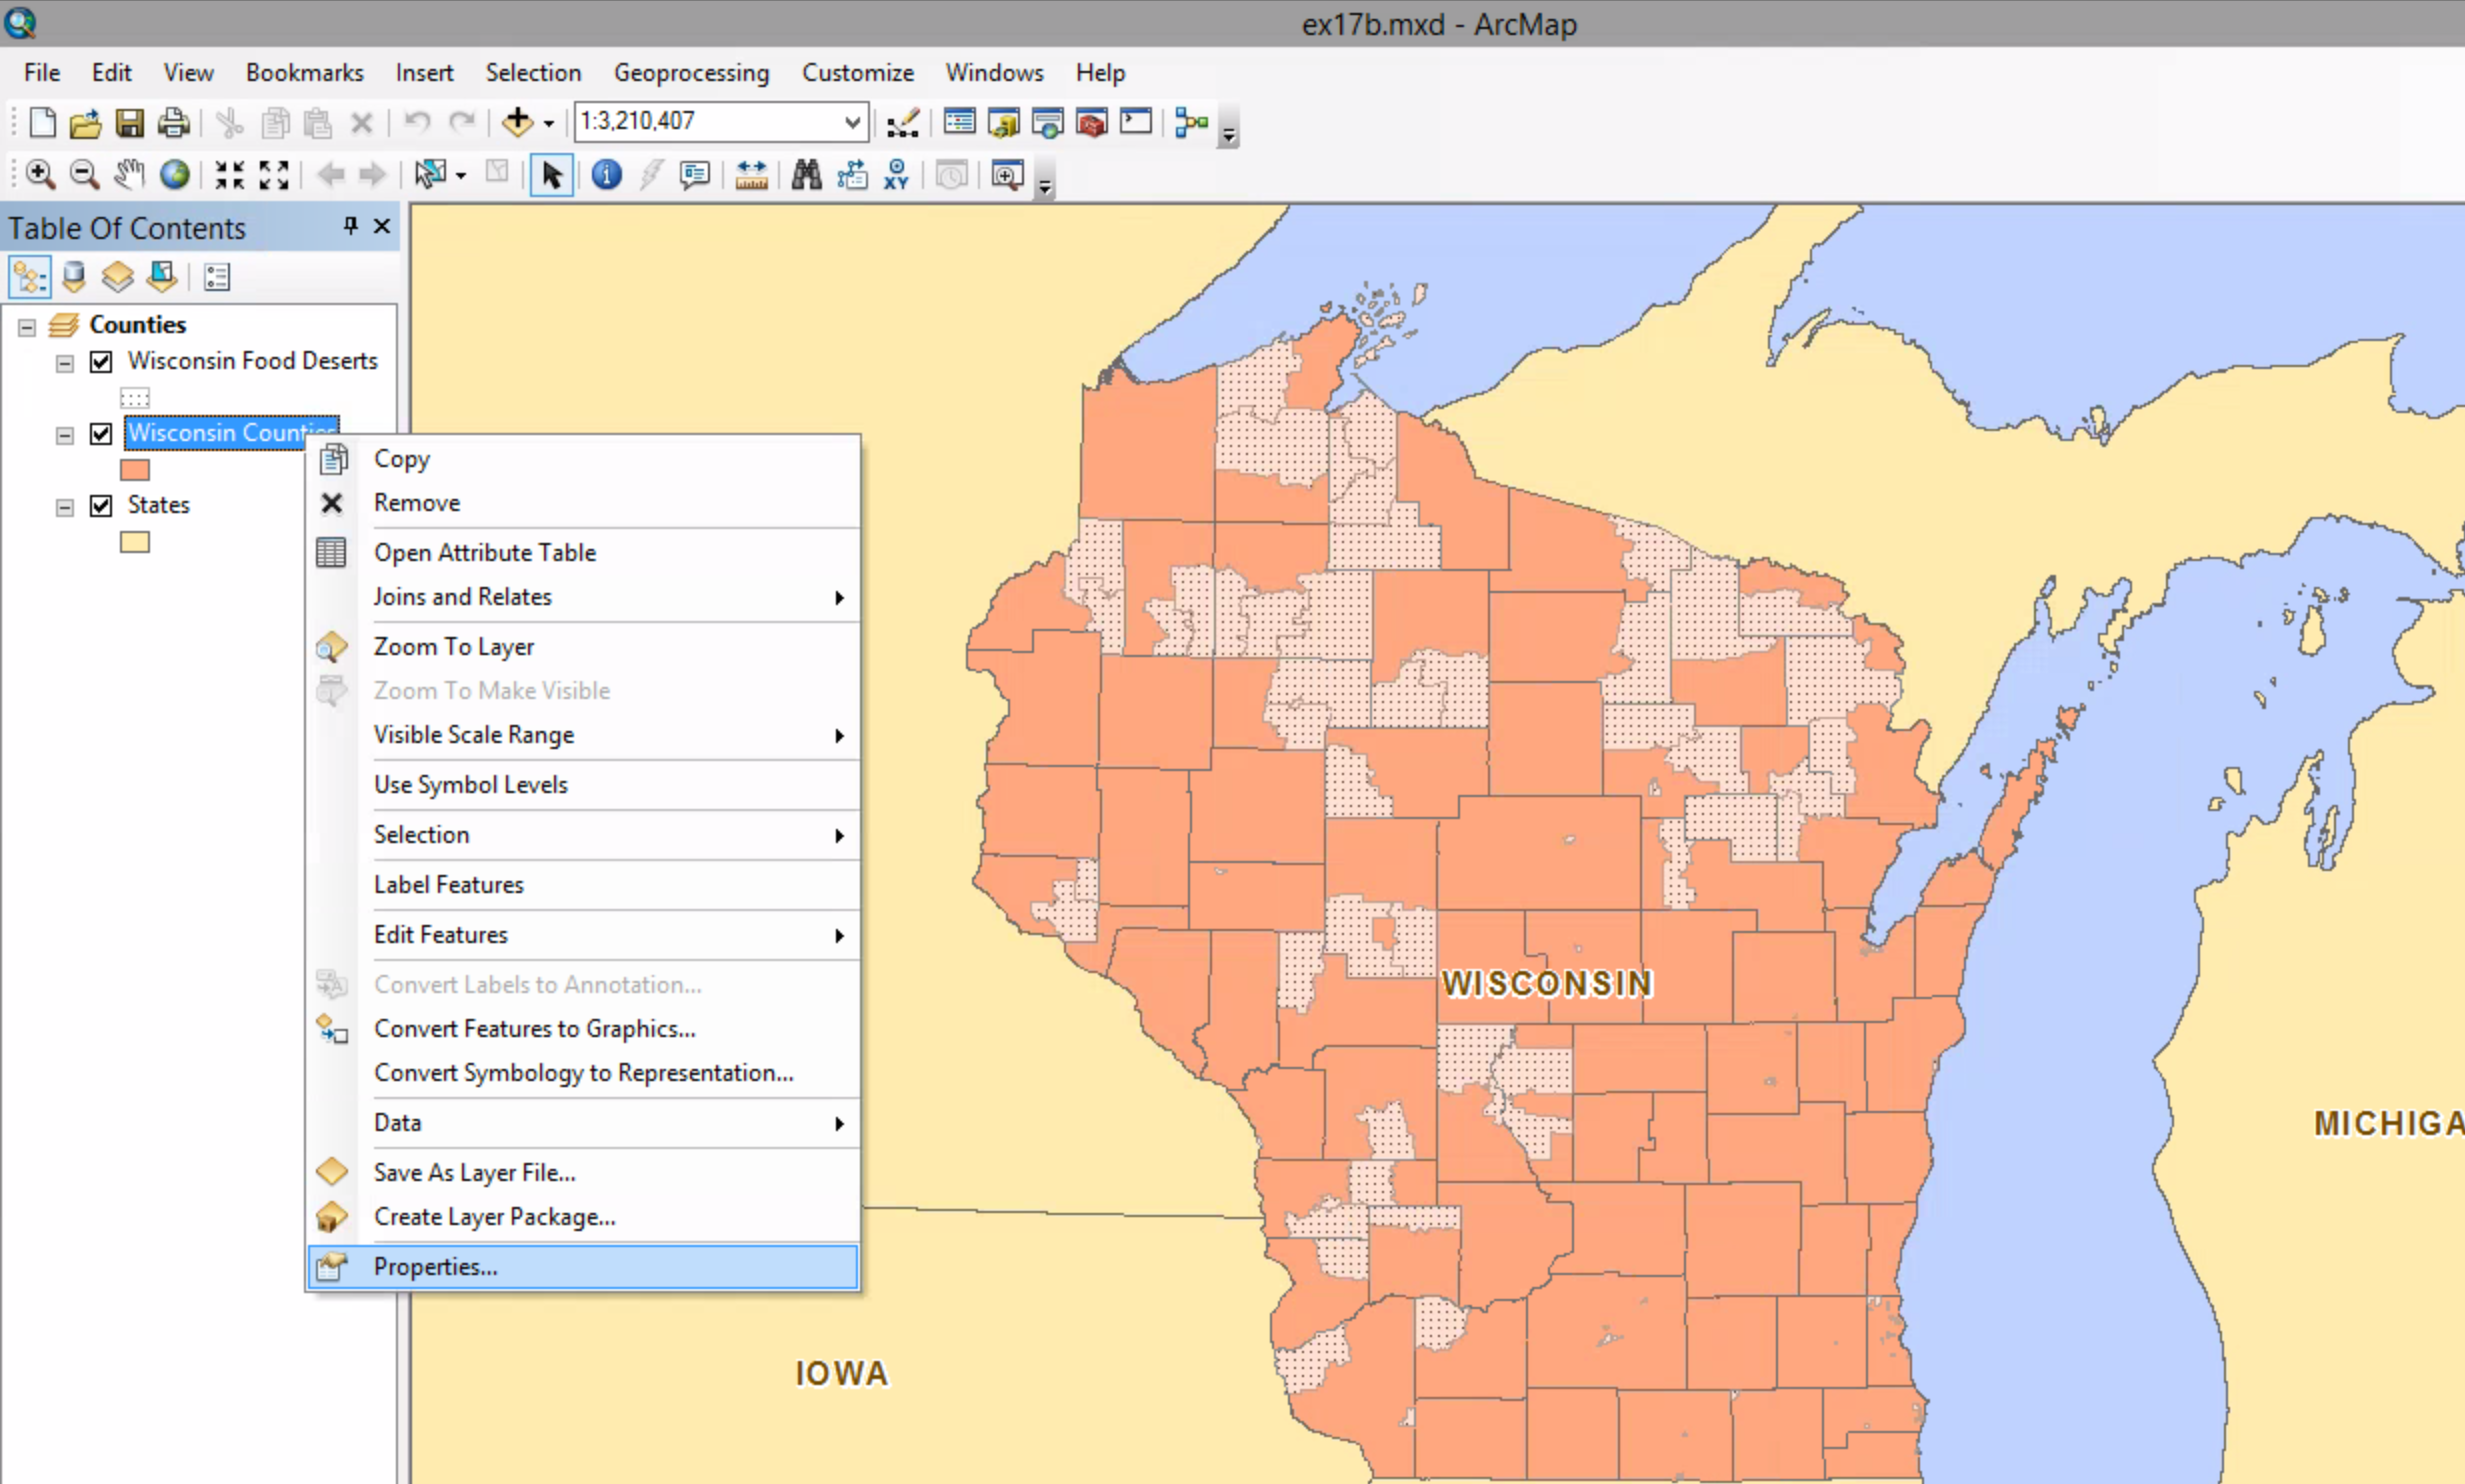 ex17b.mxd - ArcMap
File Edit View Bookmarks Insert Selection Geoprocessing Customize Windows Help
1:3,210,407
XY
Table Of Contents
Counties
Wisconsin Food Deserts
Wisconsin Counties
States
Copy
Remove
Open Attribute Table
Joins and Relates
Zoom To Layer
Zoom To Make Visible
Visible Scale Range
Use Symbol Levels
Selection
Label Features
Edit Features
Convert Labels to Annotation...
Convert Features to Graphics...
Convert Symbology to Representation...
Data
Save As Layer File...
Create Layer Package...
Properties...
WISCONSIN
MICHIGA
IOWA